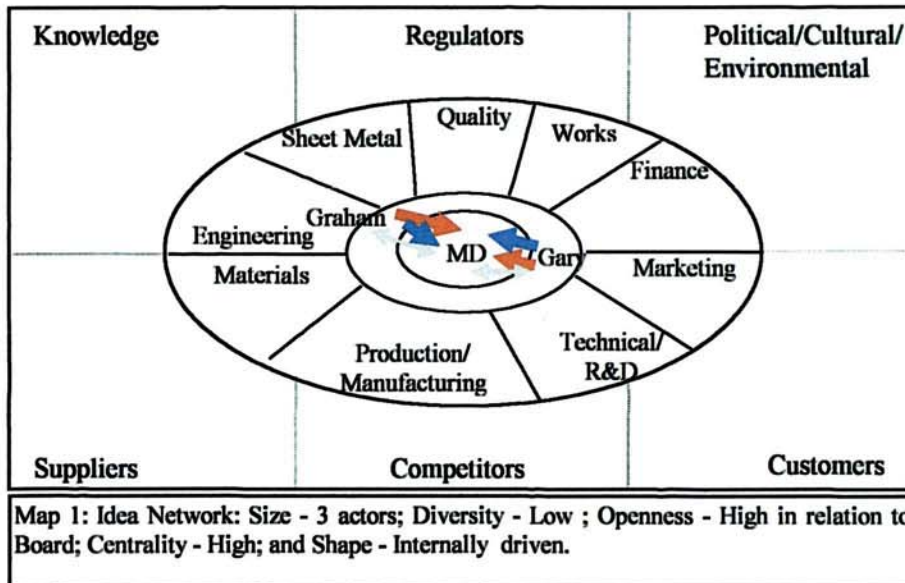 Knowledge
Regulators
Political/Cultural/
Environmental
Sheet Metal
Quality
Works
Finance
Graham
Engineering
MD
Gary
Materials
Marketing
Production/
Manufacturing
Technical/
R&D
Suppliers
Competitors
Customers
Map 1: Idea Network: Size - 3 actors; Diversity - Low ; Openness - High in relation to
Board; Centrality - High; and Shape - Internally driven.